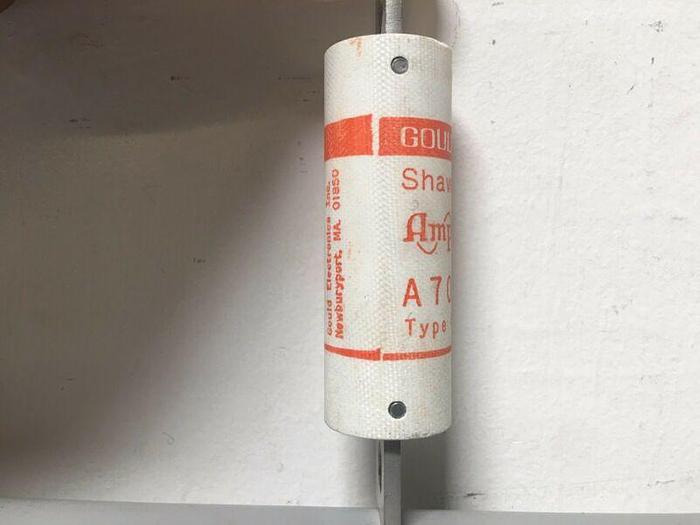 GOUL
Shaw
Amp
A70
Type
Gould Electronics Inc.
Newburyport, MA 01950